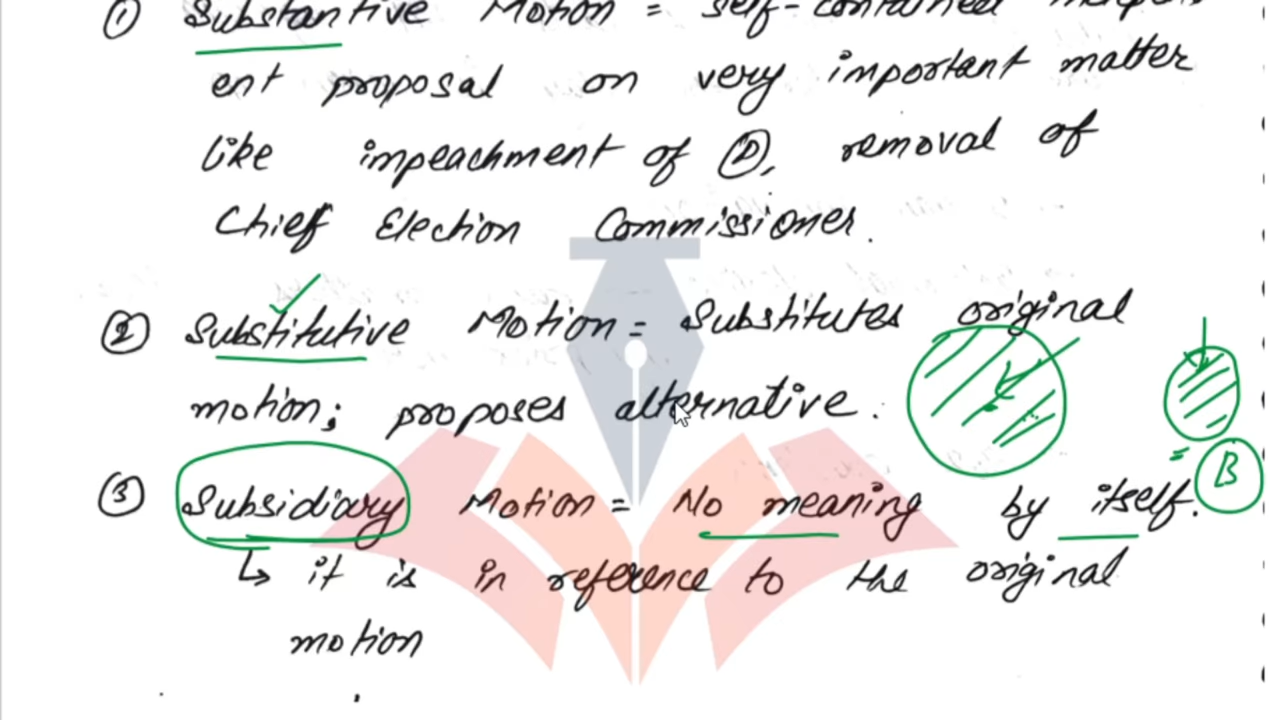 ① Substantive Motion = self-contained
ent proposal on very important matter
like impeachment of Ⓟ, removal of
Chief Election Commissioner.
② Substitutive Motion = Substitutes original
motion; proposes alternative.
③ Subsidiary Motion = No meaning by itself.
= B
↳ it is in reference to the original
motion